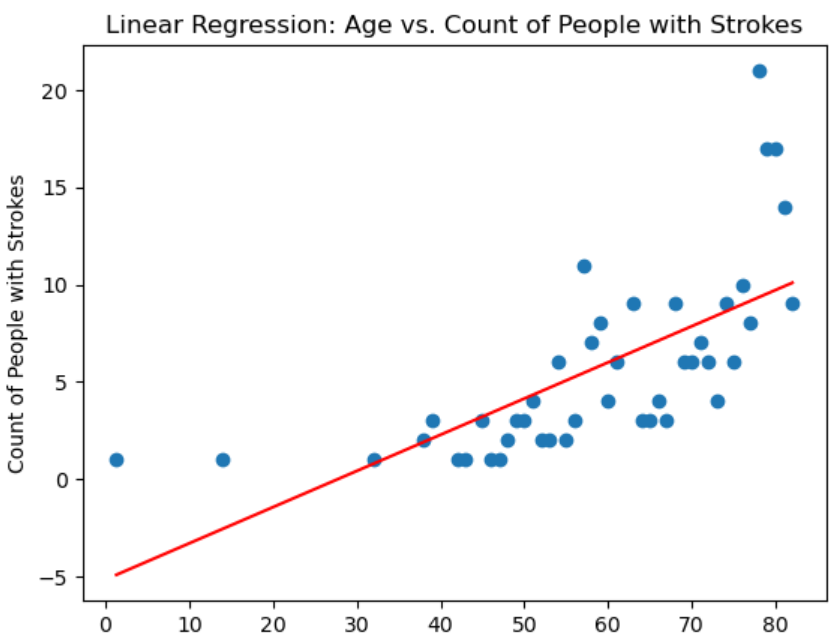 Linear Regression: Age vs. Count of People with Strokes
Count of People with Strokes
20
15
10
5
0
−5
0 10 20 30 40 50 60 70 80